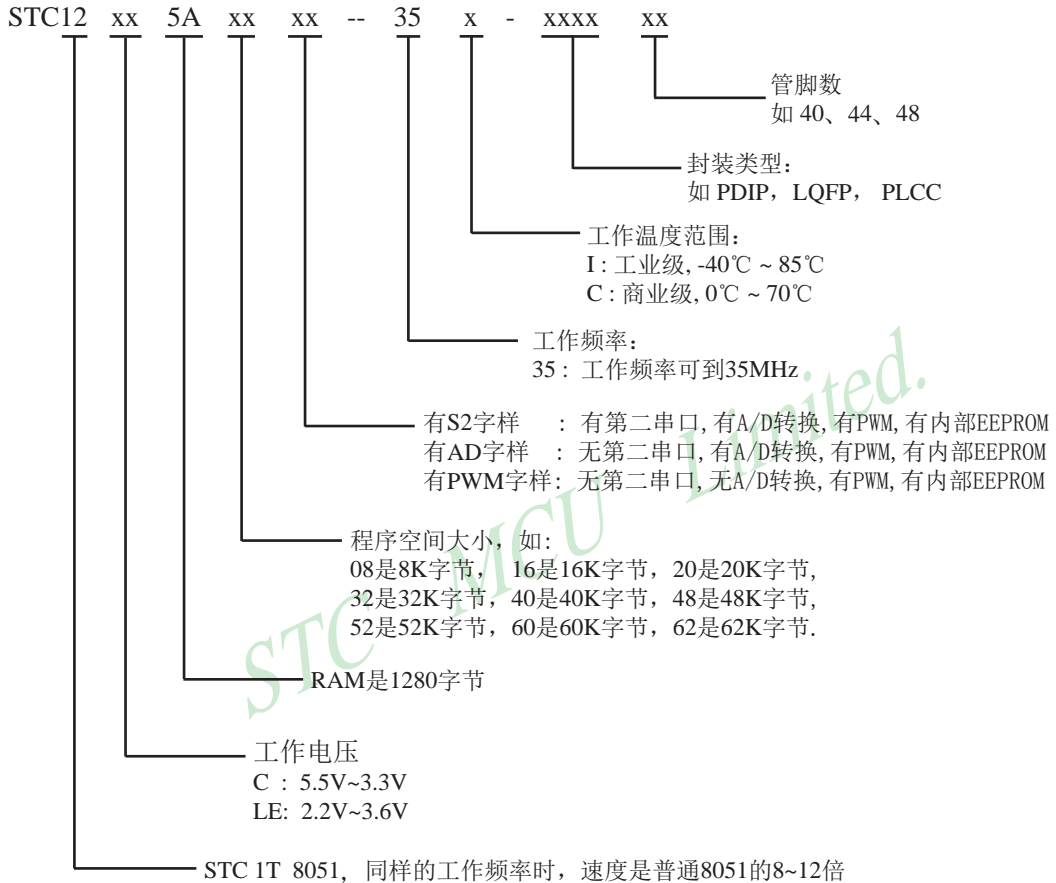 STC12 xx 5A xx xx -- 35 x - xxxx xx
管脚数
如 40、44、48
封装类型：
如 PDIP，LQFP， PLCC
工作温度范围：
I : 工业级, -40℃ ~ 85℃
C : 商业级, 0℃ ~ 70℃
工作频率：
35 : 工作频率可到35MHz
有S2字样 : 有第二串口, 有A/D转换, 有PWM, 有内部EEPROM
有AD字样 : 无第二串口, 有A/D转换, 有PWM, 有内部EEPROM
有PWM字样: 无第二串口, 无A/D转换, 有PWM, 有内部EEPROM
程序空间大小，如:
08是8K字节， 16是16K字节，20是20K字节,
32是32K字节，40是40K字节，48是48K字节,
52是52K字节，60是60K字节，62是62K字节.
RAM是1280字节
工作电压
C : 5.5V~3.3V
LE: 2.2V~3.6V
STC 1T 8051, 同样的工作频率时，速度是普通8051的8~12倍
STC MCU Limited.